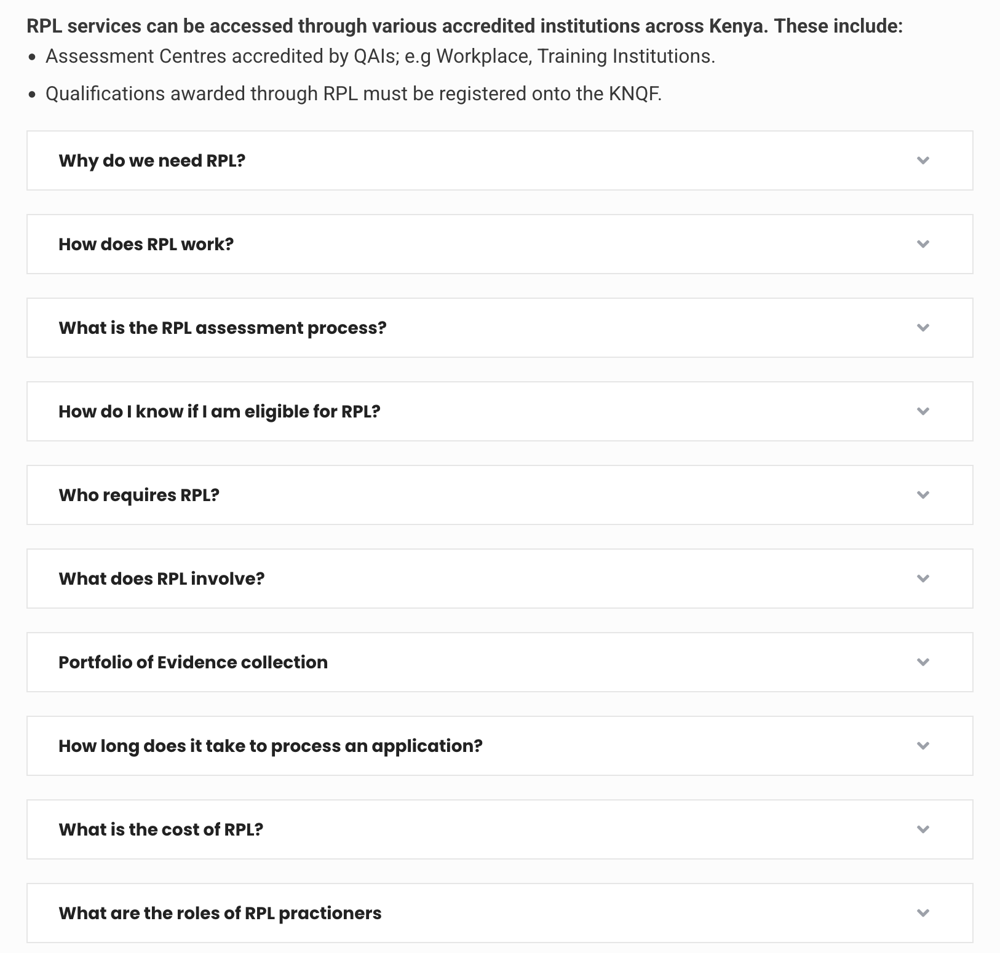 RPL services can be accessed through various accredited institutions across Kenya. These include:
• Assessment Centres accredited by QAIs; e.g Workplace, Training Institutions.
• Qualifications awarded through RPL must be registered onto the KNQF.
Why do we need RPL?
How does RPL work?
What is the RPL assessment process?
How do I know if I am eligible for RPL?
Who requires RPL?
What does RPL involve?
Portfolio of Evidence collection
How long does it take to process an application?
What is the cost of RPL?
What are the roles of RPL practioners